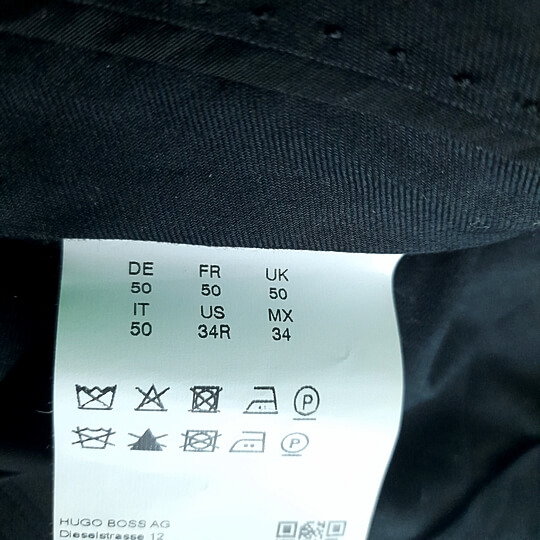 DE FR UK
50 50 50
IT US MX
50 34R 34
P
P
HUGO BOSS AG
Dieselstrasse 12